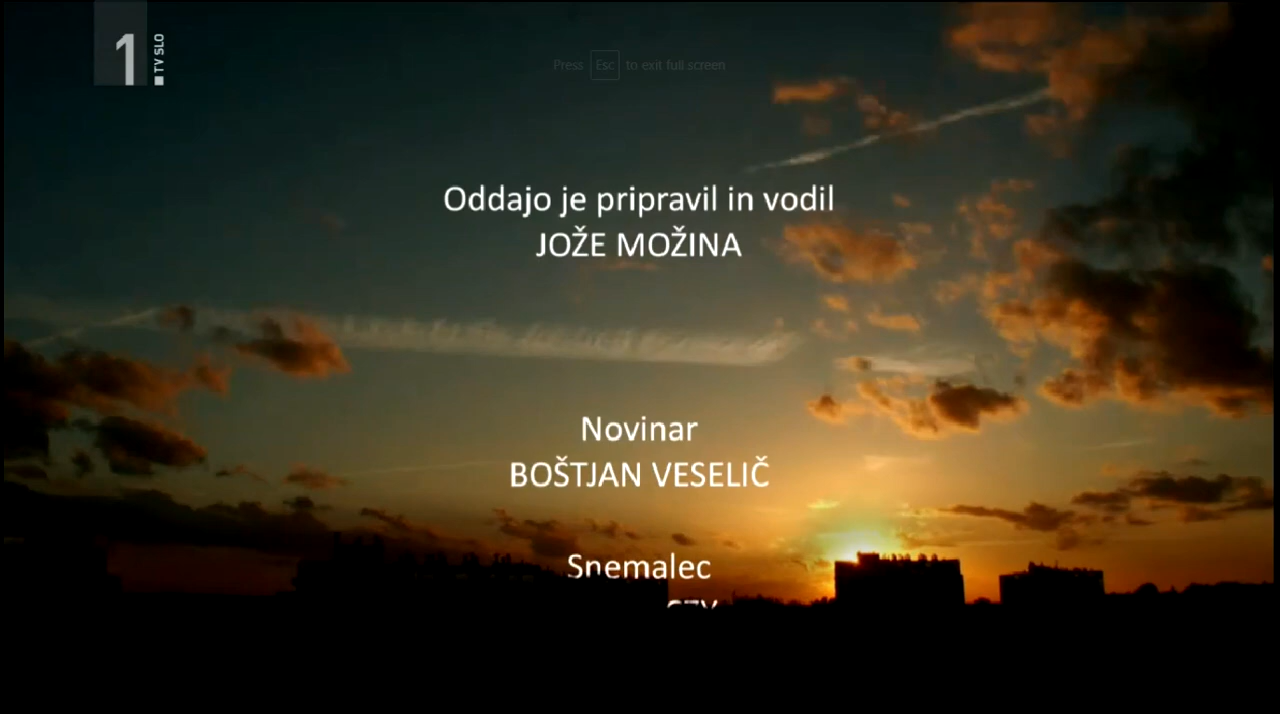 1
TV SLO
Press Esc to exit full screen
Oddajo je pripravil in vodil
JOŽE MOŽINA
Novinar
BOŠTJAN VESELIČ
Snemalec